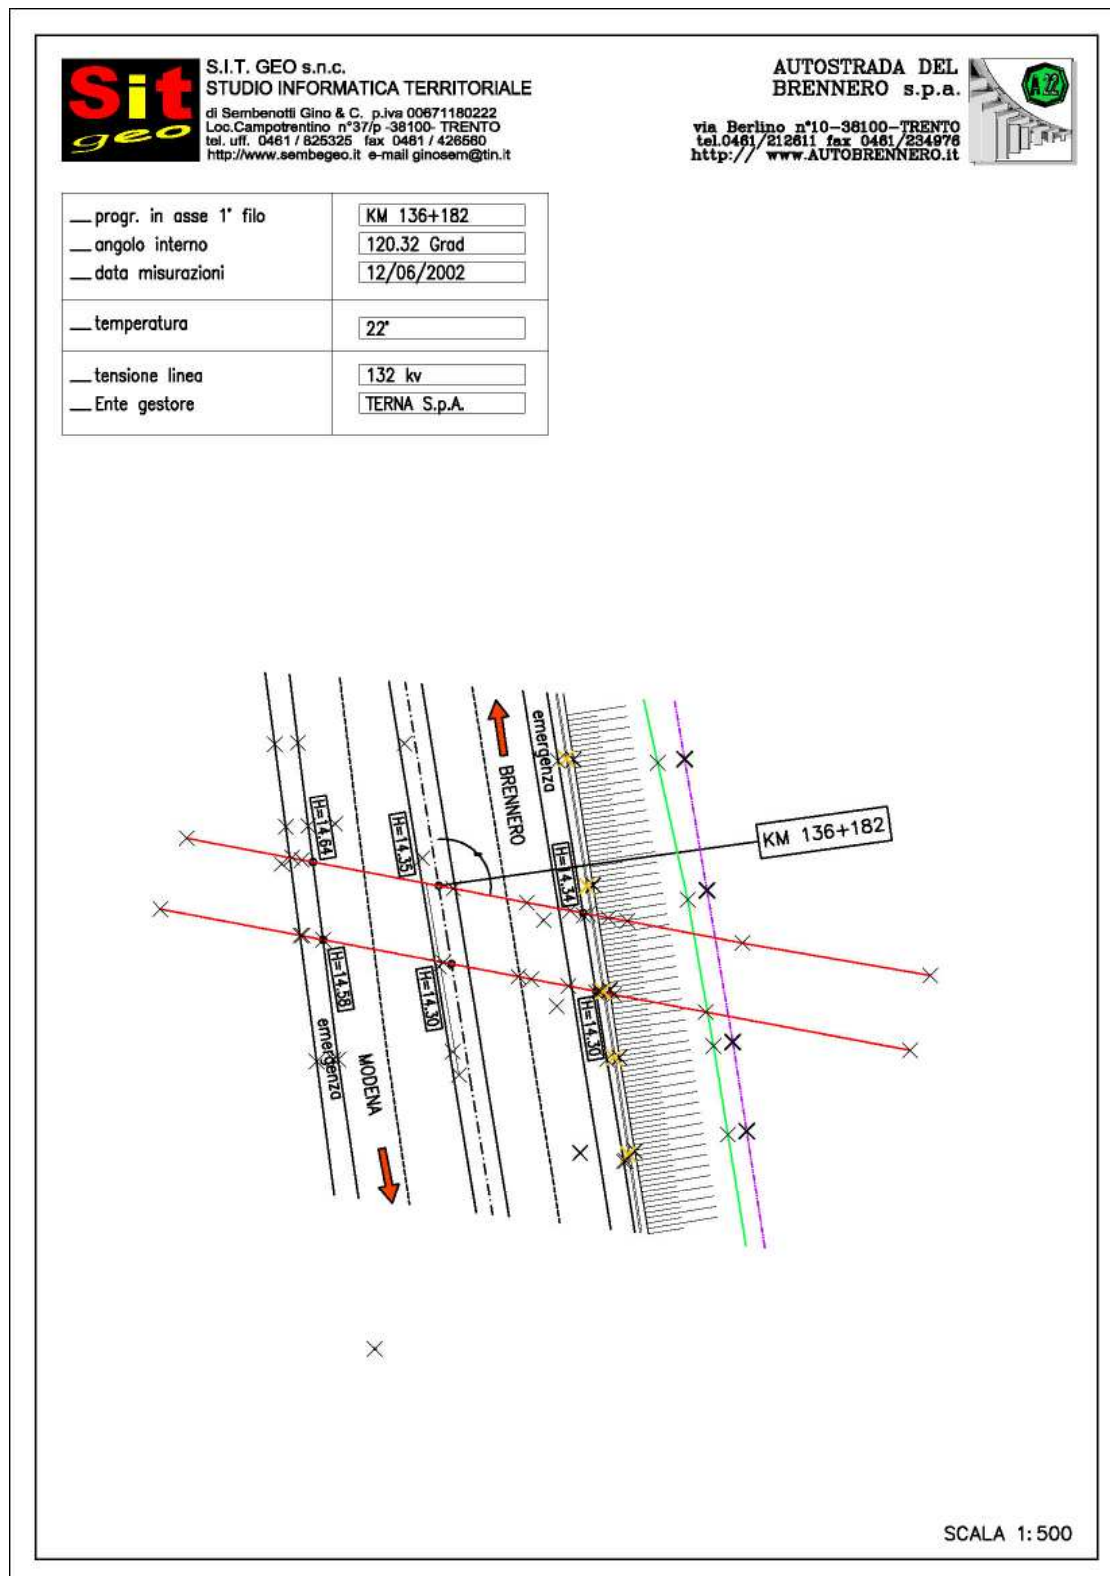 Sit
geo
S.I.T. GEO s.n.c.
STUDIO INFORMATICA TERRITORIALE
di Sembenotti Gino & C. p.iva 00671180222
Loc.Campotrentino n°37/p -38100- TRENTO
tel. uff. 0461 / 825325 fax 0461 / 426560
http://www.sembegeo.it e-mail ginosem@tin.it
AUTOSTRADA DEL
BRENNERO s.p.a.
via Berlino n°10-38100-TRENTO
tel.0461/212611 fax 0461/234976
http:// www.AUTOBRENNERO.it
A22
progr. in asse 1° filo KM 136+182
angolo interno 120.32 Grad
data misurazioni 12/06/2002
temperatura 22°
tensione linea 132 kv
Ente gestore TERNA S.p.A.
emergenza
BRENNERO
H=14.64
H=14.35
H=14.34
KM 136+182
H=14.58
H=14.30
H=14.30
emergenza
MODENA
SCALA 1:500